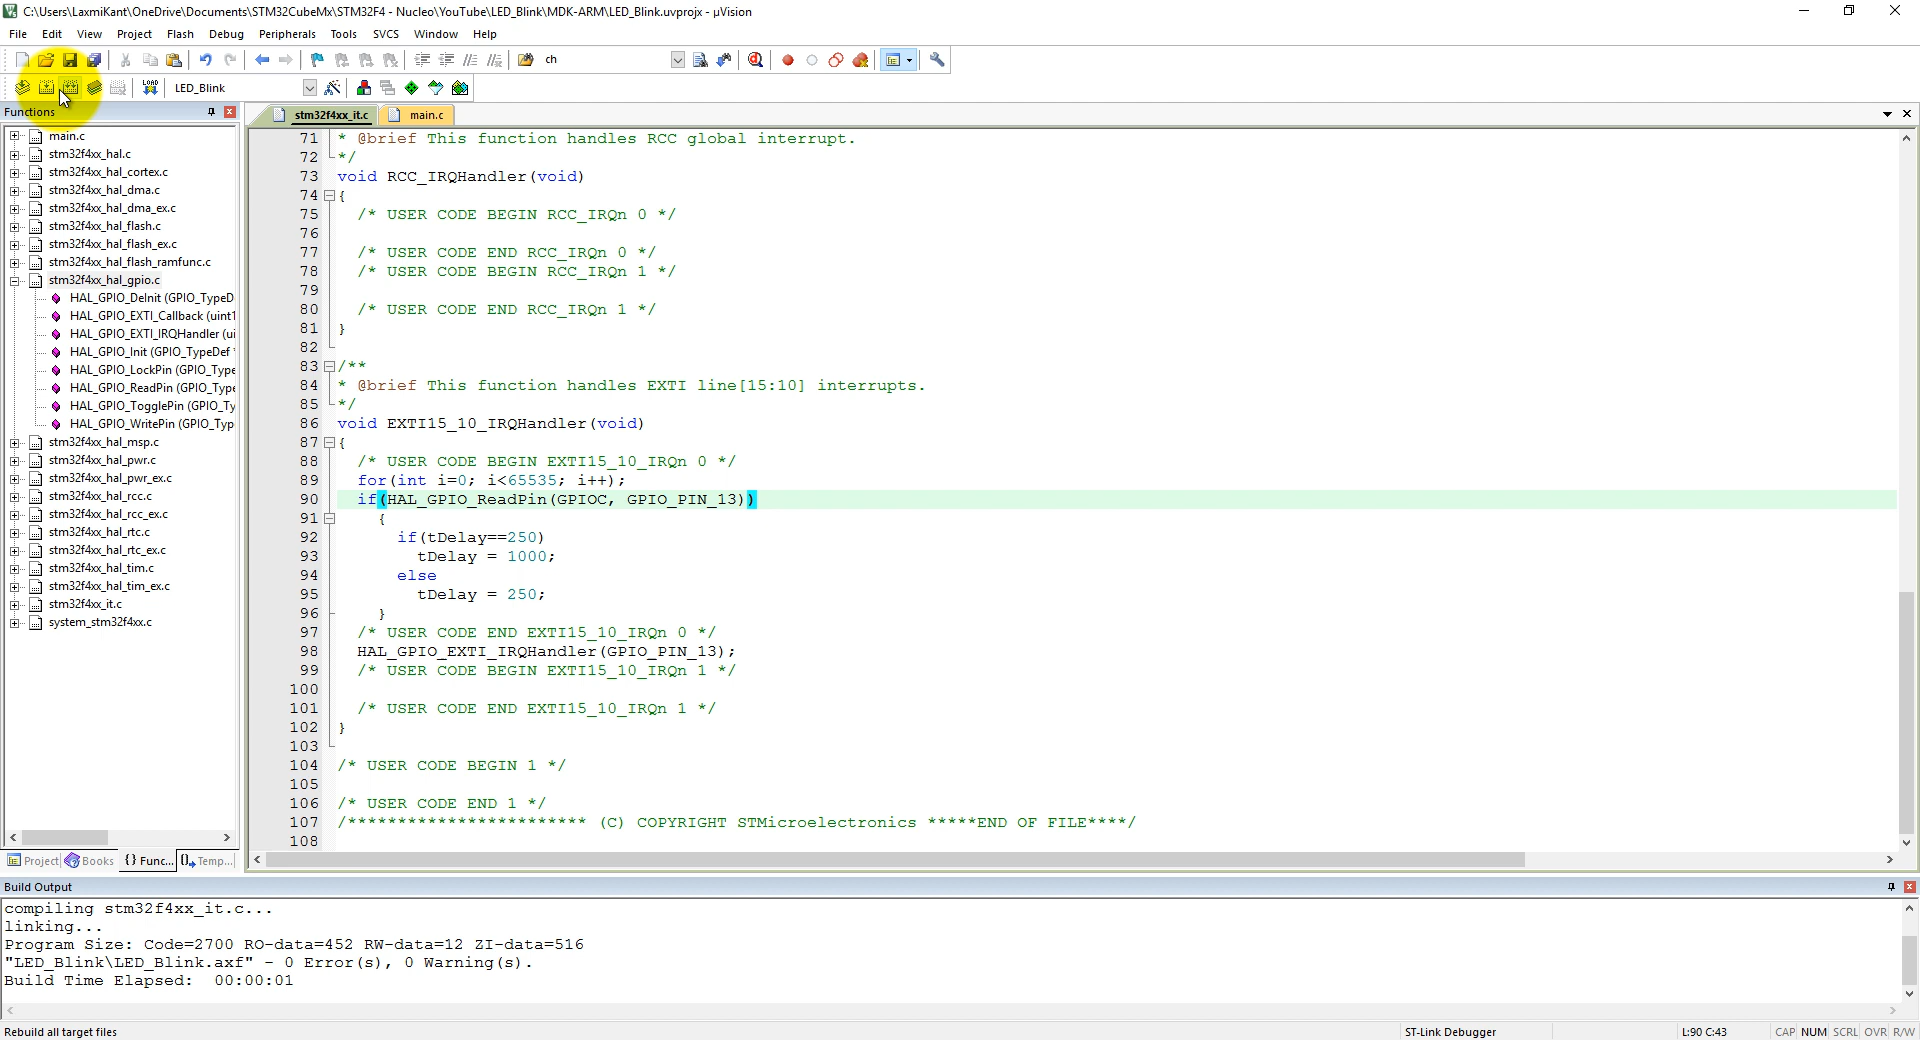 C:\Users\LaxmiKant\OneDrive\Documents\STM32CubeMx\STM32F4 - Nucleo\YouTube\LED_Blink\MDK-ARM\LED_Blink.uvprojx - µVision
File Edit View Project Flash Debug Peripherals Tools SVCS Window Help
ch
LOAD LED_Blink
Functions
main.c
stm32f4xx_hal.c
stm32f4xx_hal_cortex.c
stm32f4xx_hal_dma.c
stm32f4xx_hal_dma_ex.c
stm32f4xx_hal_flash.c
stm32f4xx_hal_flash_ex.c
stm32f4xx_hal_flash_ramfunc.c
stm32f4xx_hal_gpio.c
HAL_GPIO_DeInit (GPIO_TypeD
HAL_GPIO_EXTI_Callback (uint1
HAL_GPIO_EXTI_IRQHandler (ui
HAL_GPIO_Init (GPIO_TypeDef *
HAL_GPIO_LockPin (GPIO_Type
HAL_GPIO_ReadPin (GPIO_Type
HAL_GPIO_TogglePin (GPIO_Ty
HAL_GPIO_WritePin (GPIO_Typ
stm32f4xx_hal_msp.c
stm32f4xx_hal_pwr.c
stm32f4xx_hal_pwr_ex.c
stm32f4xx_hal_rcc.c
stm32f4xx_hal_rcc_ex.c
stm32f4xx_hal_rtc.c
stm32f4xx_hal_rtc_ex.c
stm32f4xx_hal_tim.c
stm32f4xx_hal_tim_ex.c
stm32f4xx_it.c
system_stm32f4xx.c
Project Books {} Func... Temp...
stm32f4xx_it.c main.c
71 * @brief This function handles RCC global interrupt.
72 */
73 void RCC_IRQHandler(void)
74 {
75 /* USER CODE BEGIN RCC_IRQn 0 */
76
77 /* USER CODE END RCC_IRQn 0 */
78 /* USER CODE BEGIN RCC_IRQn 1 */
79
80 /* USER CODE END RCC_IRQn 1 */
81 }
82
83 /**
84 * @brief This function handles EXTI line[15:10] interrupts.
85 */
86 void EXTI15_10_IRQHandler(void)
87 {
88 /* USER CODE BEGIN EXTI15_10_IRQn 0 */
89 for(int i=0; i<65535; i++);
90 if(HAL_GPIO_ReadPin(GPIOC, GPIO_PIN_13))
91 {
92 if(tDelay==250)
93 tDelay = 1000;
94 else
95 tDelay = 250;
96 }
97 /* USER CODE END EXTI15_10_IRQn 0 */
98 HAL_GPIO_EXTI_IRQHandler(GPIO_PIN_13);
99 /* USER CODE BEGIN EXTI15_10_IRQn 1 */
100
101 /* USER CODE END EXTI15_10_IRQn 1 */
102 }
103
104 /* USER CODE BEGIN 1 */
105
106 /* USER CODE END 1 */
107 /************************ (C) COPYRIGHT STMicroelectronics *****END OF FILE****/
108
Build Output
compiling stm32f4xx_it.c...
linking...
Program Size: Code=2700 RO-data=452 RW-data=12 ZI-data=516
"LED_Blink\LED_Blink.axf" - 0 Error(s), 0 Warning(s).
Build Time Elapsed: 00:00:01
Rebuild all target files ST-Link Debugger L:90 C:43 CAP NUM SCRL OVR R/W